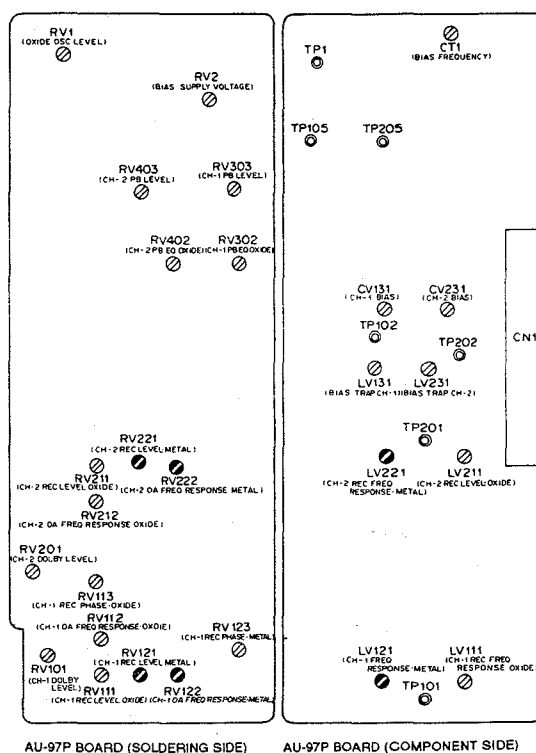 RV1
(OXIDE OSC LEVEL)
RV2
(BIAS SUPPLY VOLTAGE)
RV403
(CH-2 PB LEVEL)
RV303
(CH-1 PB LEVEL)
RV402
(CH-2 PB EQ OXIDE)
RV302
(CH-1 PB EQ OXIDE)
RV221
(CH-2 REC LEVEL-METAL)
RV211
(CH-2 REC LEVEL OXIDE)
RV222
(CH-2 OA FREQ RESPONSE METAL)
RV212
(CH-2 OA FREQ RESPONSE OXIDE)
RV201
(CH-2 DOLBY LEVEL)
RV113
(CH-1 REC PHASE-OXIDE)
RV112
(CH-1 OA FREQ RESPONSE-OXIDE)
RV123
(CH-1 REC PHASE-METAL)
RV121
(CH-1 REC LEVEL METAL)
RV101
(CH-1 DOLBY
LEVEL)
RV111
(CH-1 REC LEVEL OXIDE)
RV122
(CH-1 OA FREQ RESPONSE-METAL)
AU-97P BOARD (SOLDERING SIDE)
CT1
(BIAS FREQUENCY)
TP1
TP105
TP205
CV131
(CH-1 BIAS)
CV231
(CH-2 BIAS)
TP102
TP202
CN1
LV131
(BIAS TRAP CH-1)
LV231
(BIAS TRAP CH-2)
TP201
LV221
(CH-2 REC FREQ
RESPONSE-METAL)
LV211
(CH-2 REC LEVEL-OXIDE)
LV121
(CH-1 FREQ
RESPONSE-METAL)
LV111
(CH-1 REC FREQ
RESPONSE OXIDE)
TP101
AU-97P BOARD (COMPONENT SIDE)